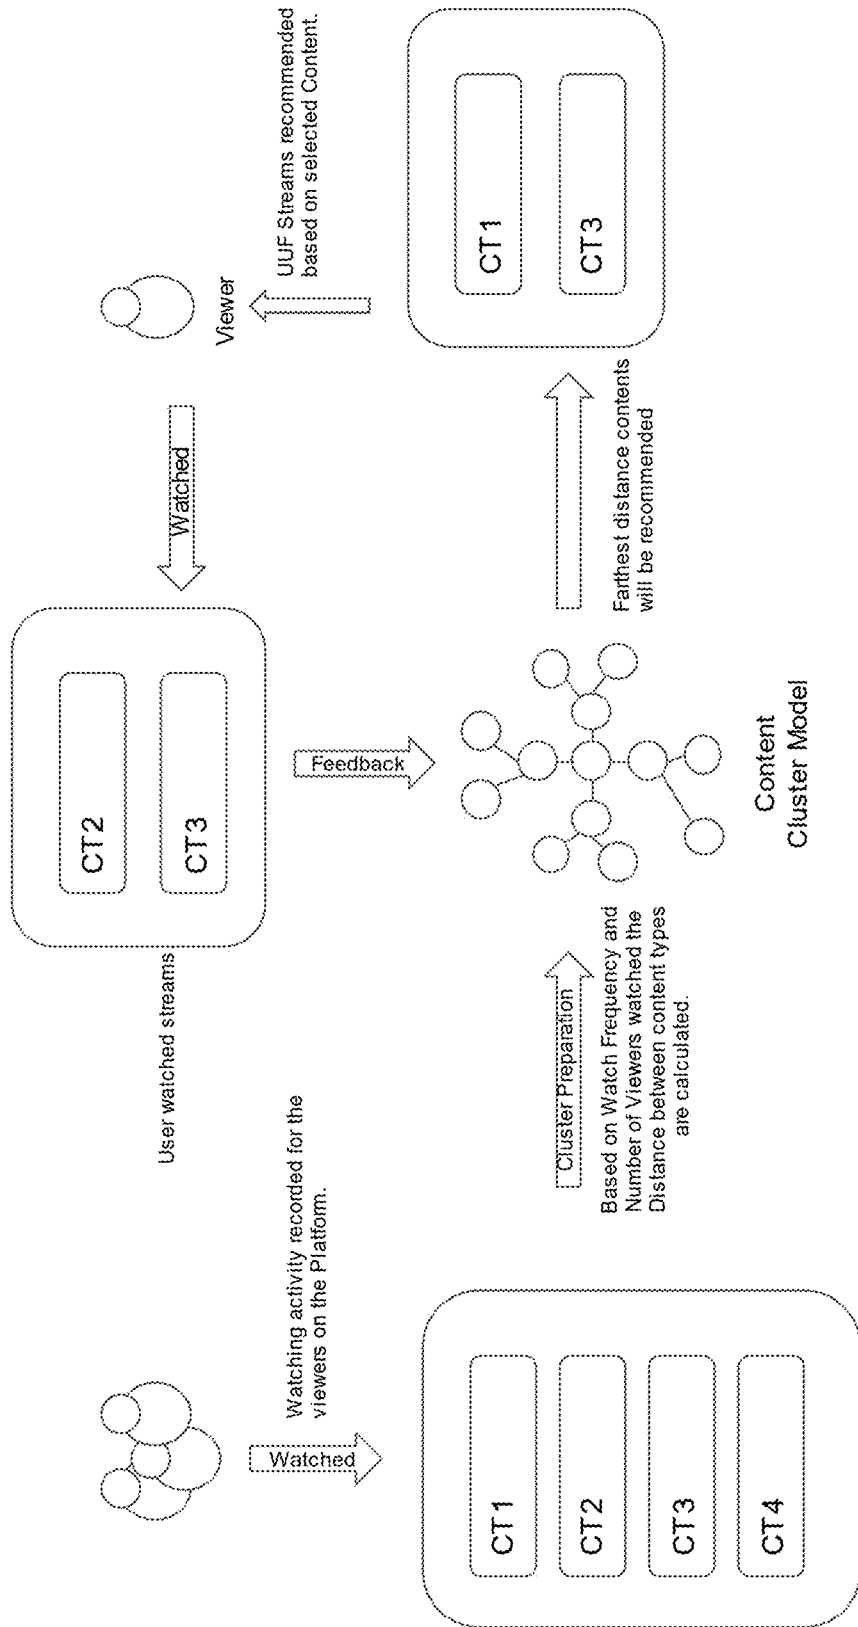 Watched
Watching activity recorded for the
viewers on the Platform.
CT1
CT2
CT3
CT4
Cluster Preparation
Based on Watch Frequency and
Number of Viewers watched the
Distance between content types
are calculated.
User watched streams
CT2
CT3
Feedback
Content
Cluster Model
Watched
Viewer
UUF Streams recommended
based on selected Content.
Farthest distance contents
will be recommended
CT1
CT3